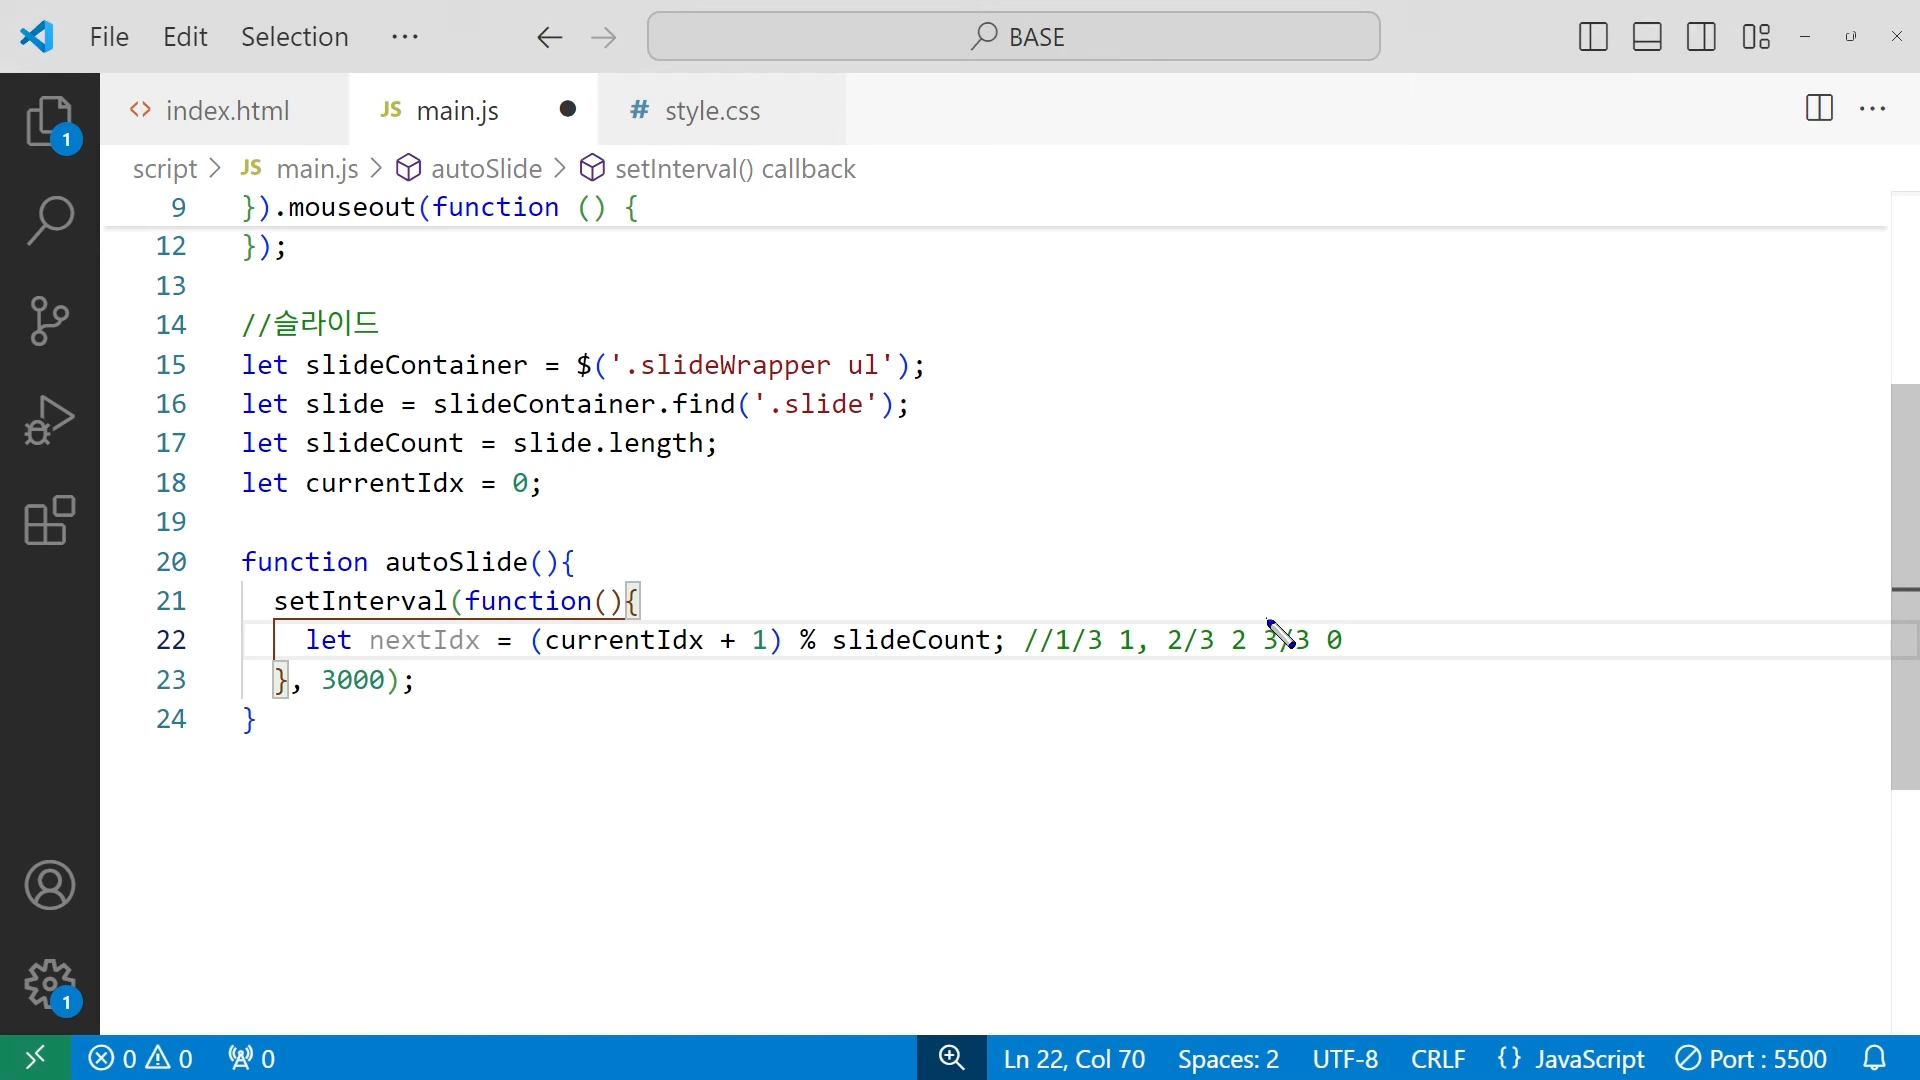 File Edit Selection ··· BASE
index.html JS main.js # style.css ···
script > JS main.js > autoSlide > setInterval() callback
9 }).mouseout(function () {
12 });
13
14 //슬라이드
15 let slideContainer = $('.slideWrapper ul');
16 let slide = slideContainer.find('.slide');
17 let slideCount = slide.length;
18 let currentIdx = 0;
19
20 function autoSlide(){
21 setInterval(function(){
22 let nextIdx = (currentIdx + 1) % slideCount; //1/3 1, 2/3 2 3/3 0
23 }, 3000);
24 }
1
1
0 0 0 Ln 22, Col 70 Spaces: 2 UTF-8 CRLF {} JavaScript Port : 5500